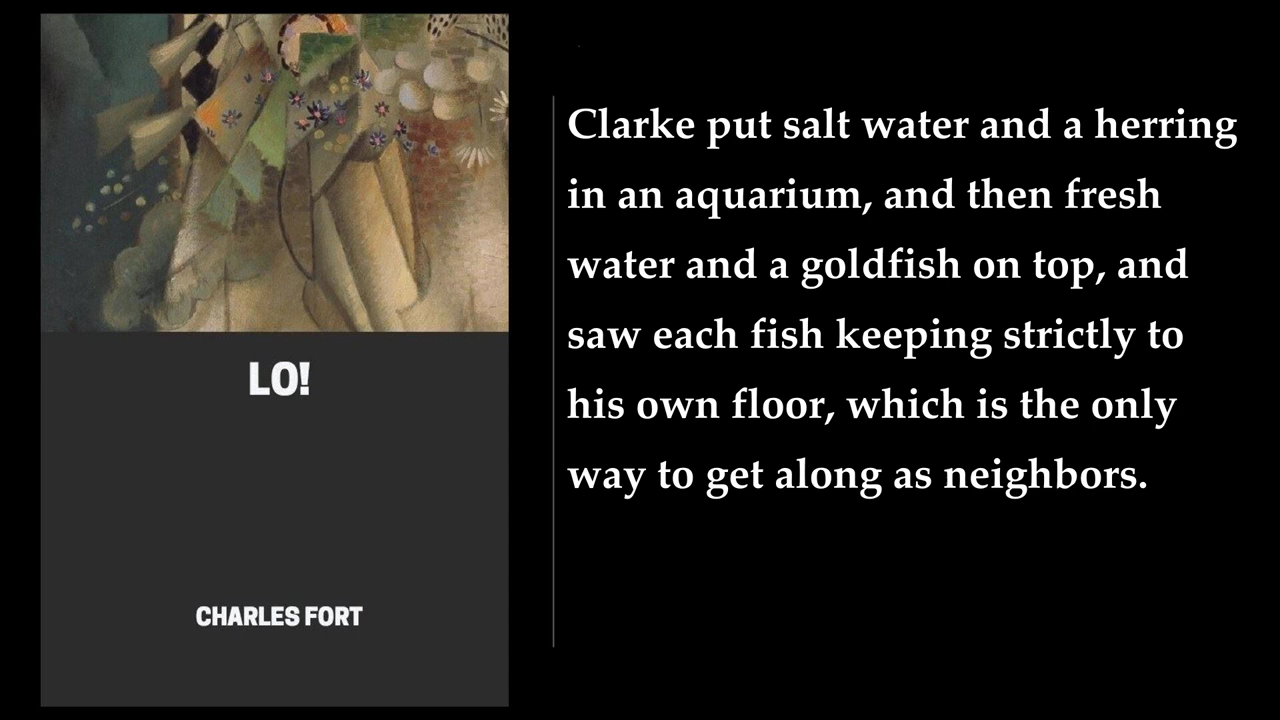 LO!
CHARLES FORT
Clarke put salt water and a herring
in an aquarium, and then fresh
water and a goldfish on top, and
saw each fish keeping strictly to
his own floor, which is the only
way to get along as neighbors.